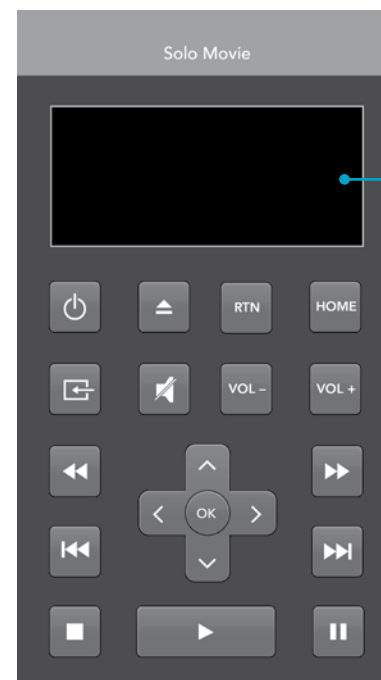 Solo Movie
RTN
HOME
VOL –
VOL +
OK